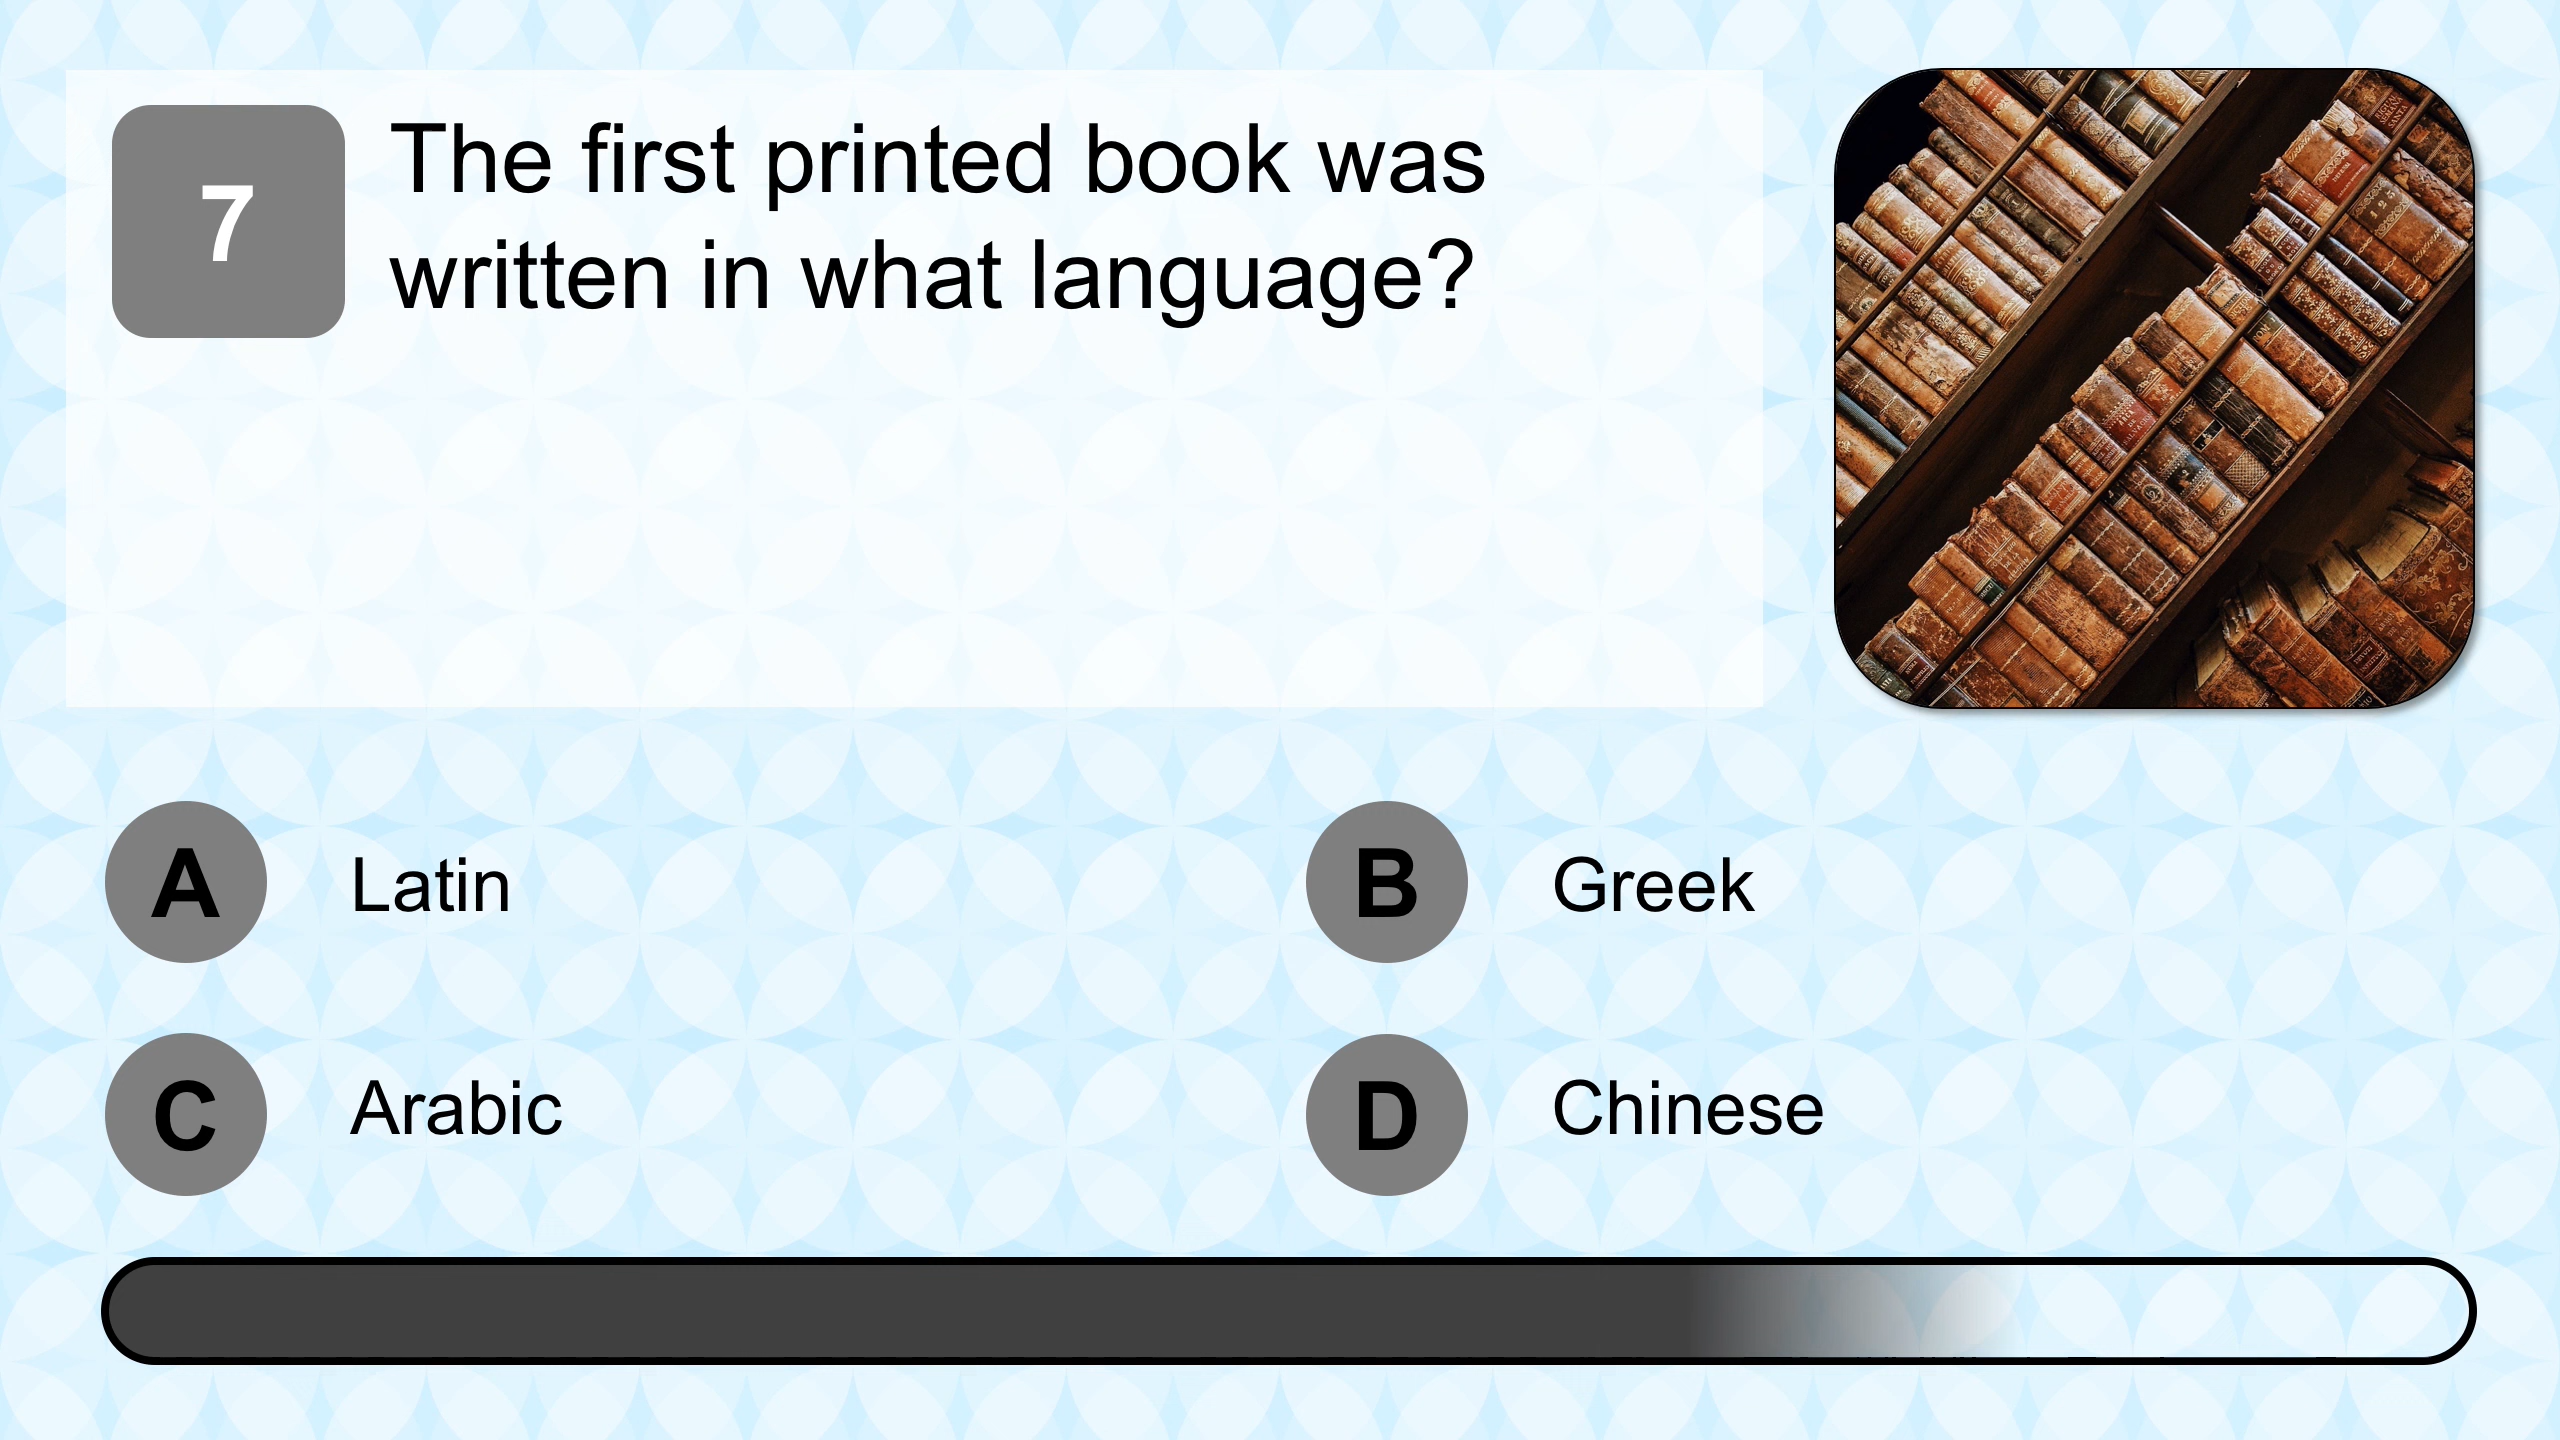 7
The first printed book was
written in what language?
A Latin
B Greek
C Arabic
D Chinese